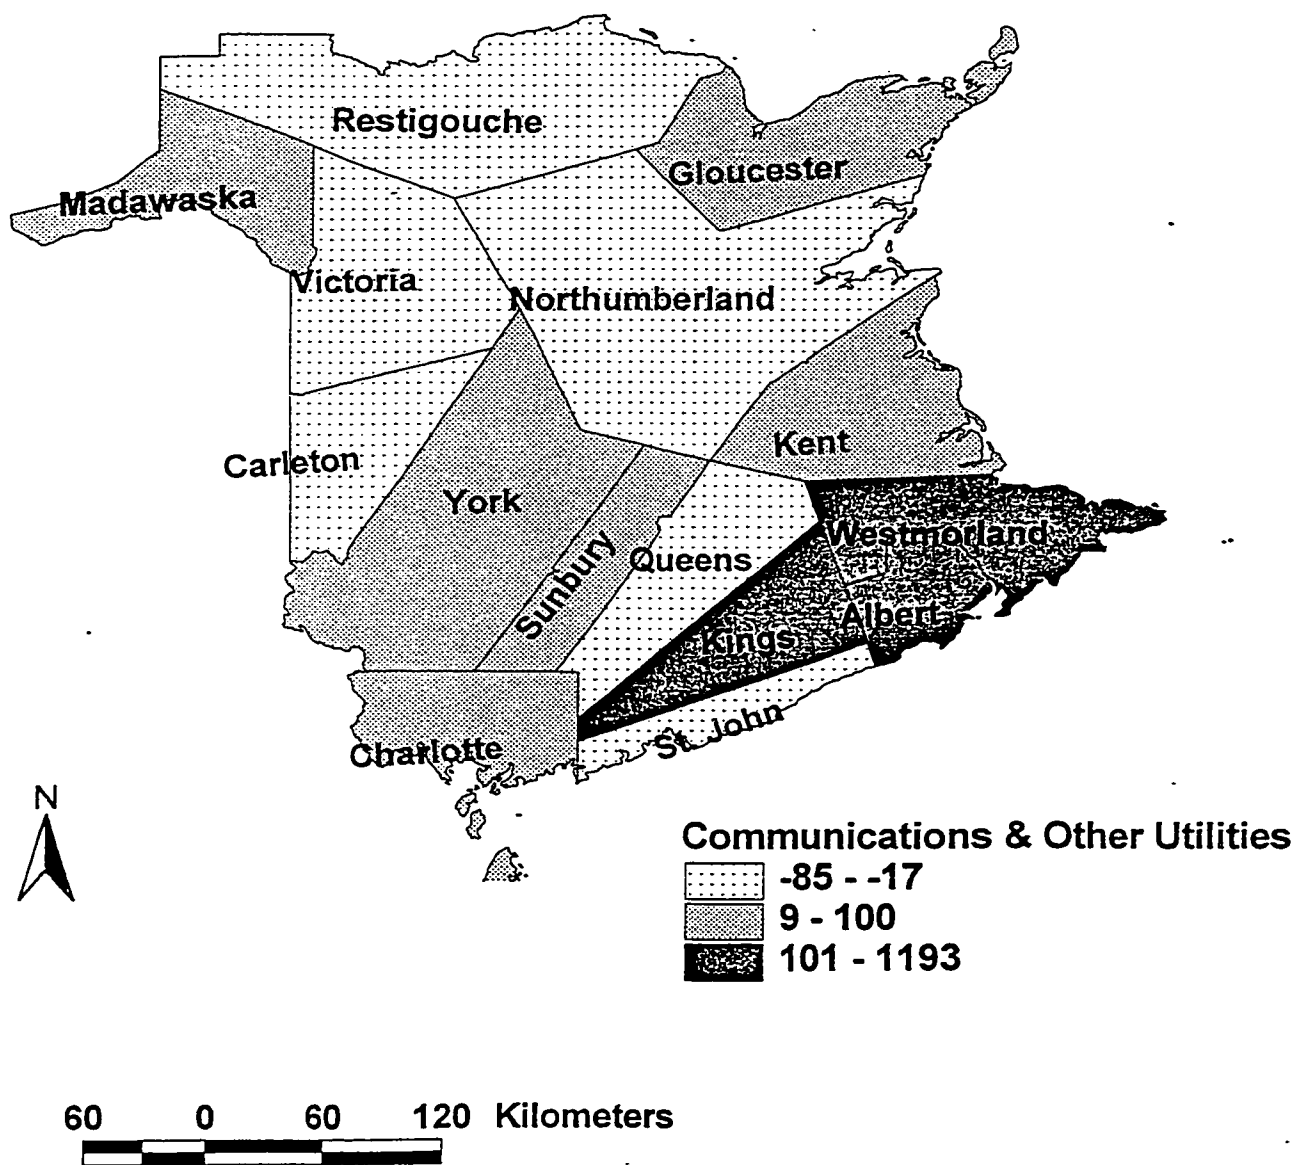 Restigouche
Gloucester
Madawaska
Victoria
Northumberland
Kent
Carleton
York
Westmorland
Sunbury
Queens
Albert
Kings
St. John
Charlotte
N
Communications & Other Utilities
-85 - -17
9 - 100
101 - 1193
60 0 60 120 Kilometers